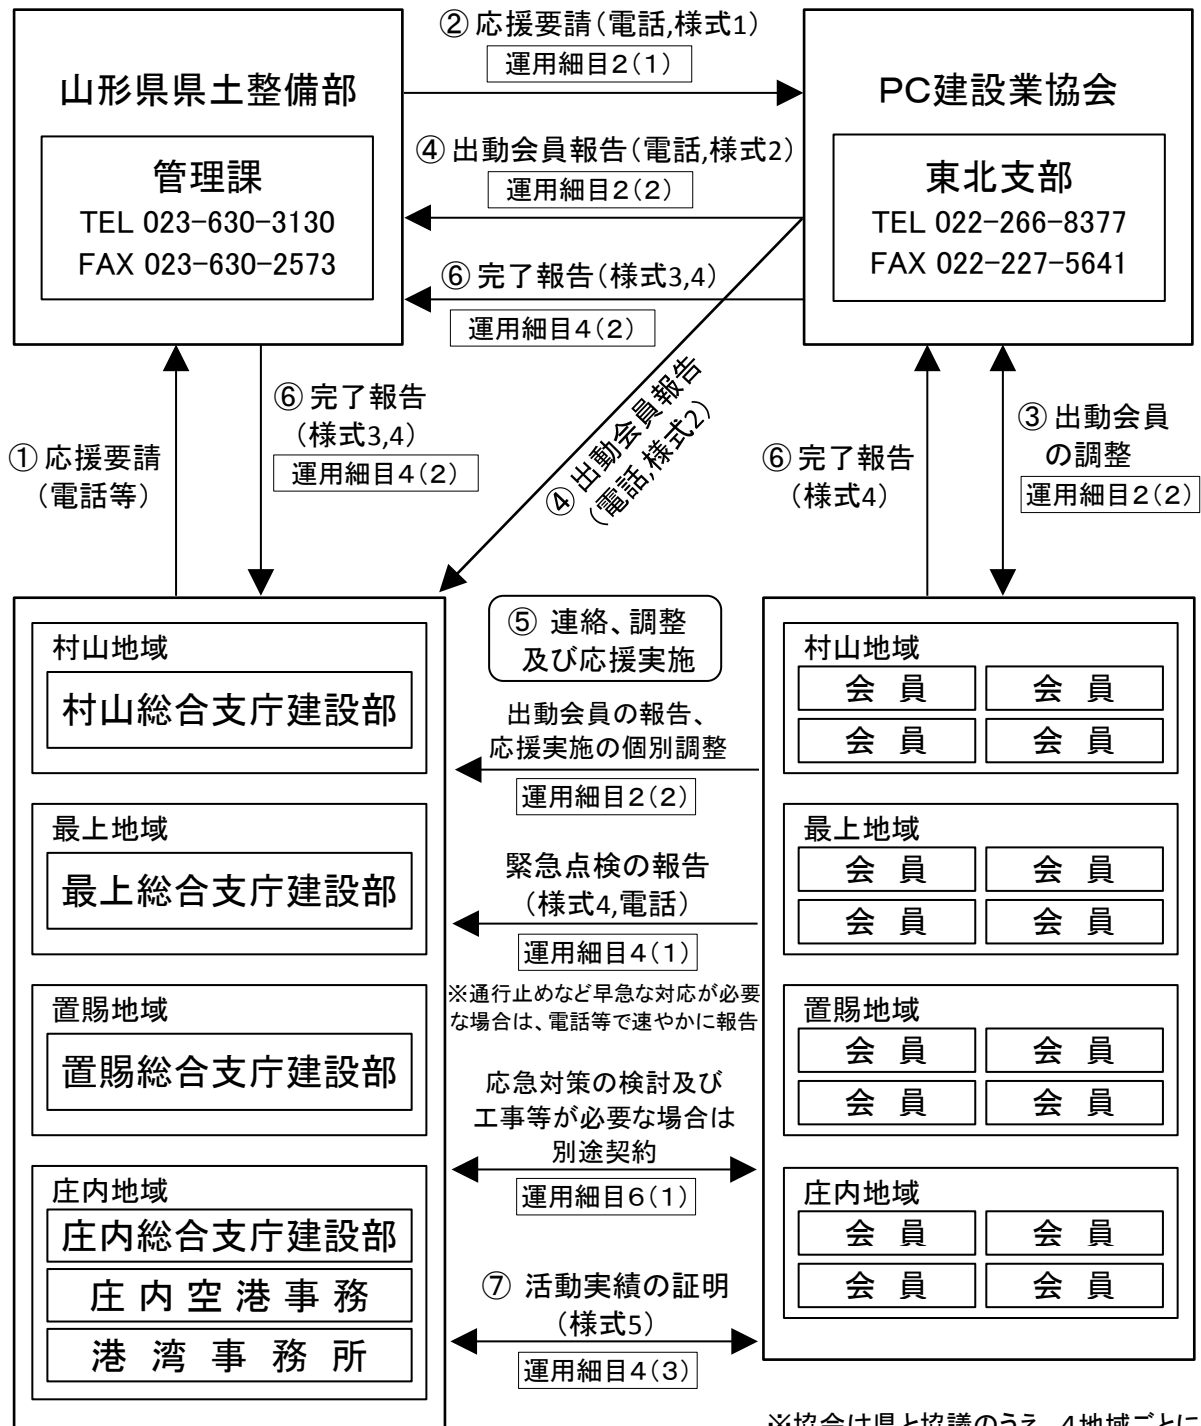 ② 応援要請(電話,様式1)
運用細目2(1)
山形県県土整備部
管理課
TEL 023-630-3130
FAX 023-630-2573
PC建設業協会
東北支部
TEL 022-266-8377
FAX 022-227-5641
④ 出動会員報告(電話,様式2)
運用細目2(2)
⑥ 完了報告(様式3,4)
運用細目4(2)
① 応援要請
(電話等)
⑥ 完了報告
(様式3,4)
運用細目4(2)
④ 出動会員報告
(電話,様式2)
⑥ 完了報告
(様式4)
③ 出動会員
の調整
運用細目2(2)
村山地域
村山総合支庁建設部
最上地域
最上総合支庁建設部
置賜地域
置賜総合支庁建設部
庄内地域
庄内総合支庁建設部
庄内空港事務
港湾事務所
⑤ 連絡、調整
及び応援実施
出動会員の報告、
応援実施の個別調整
運用細目2(2)
緊急点検の報告
(様式4,電話)
運用細目4(1)
※通行止めなど早急な対応が必要
な場合は、電話等で速やかに報告
応急対策の検討及び
工事等が必要な場合は
別途契約
運用細目6(1)
⑦ 活動実績の証明
(様式5)
運用細目4(3)
村山地域
会員 会員
会員 会員
最上地域
会員 会員
会員 会員
置賜地域
会員 会員
会員 会員
庄内地域
会員 会員
会員 会員
※協会は県と協議のうえ、4地域ごとに